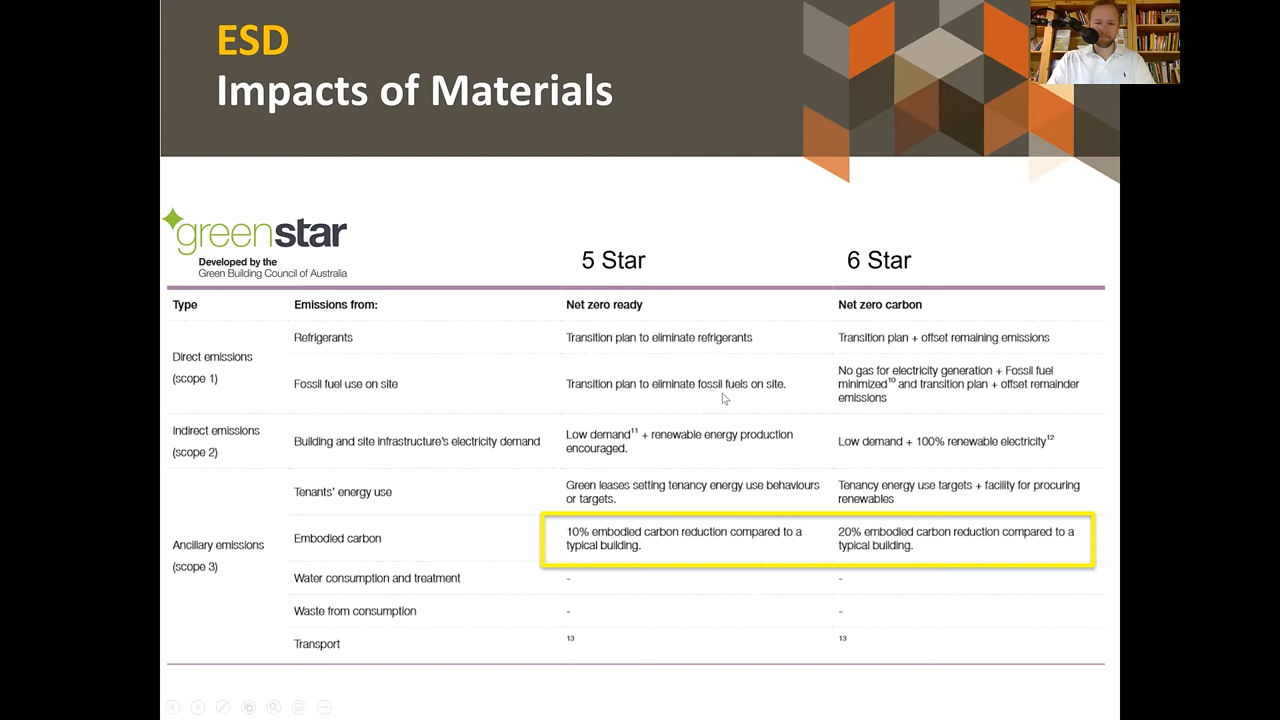 ESD
Impacts of Materials
greenstar
Developed by the
Green Building Council of Australia
5 Star
6 Star
Type
Emissions from:
Net zero ready
Net zero carbon
Direct emissions
(scope 1)
Refrigerants
Transition plan to eliminate refrigerants
Transition plan + offset remaining emissions
Fossil fuel use on site
Transition plan to eliminate fossil fuels on site.
No gas for electricity generation + Fossil fuel
minimized¹⁰ and transition plan + offset remainder
emissions
Indirect emissions
(scope 2)
Building and site infrastructure's electricity demand
Low demand¹¹ + renewable energy production
encouraged.
Low demand + 100% renewable electricity¹²
Ancillary emissions
(scope 3)
Tenants' energy use
Green leases setting tenancy energy use behaviours
or targets.
Tenancy energy use targets + facility for procuring
renewables
Embodied carbon
10% embodied carbon reduction compared to a
typical building.
20% embodied carbon reduction compared to a
typical building.
Water consumption and treatment
-
-
Waste from consumption
-
-
Transport
¹³
¹³